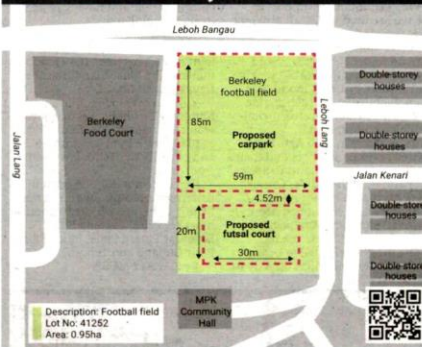 Leboh Bangau
Berkeley
football field
Double-storey
houses
85m
Berkeley
Food Court
Proposed
carpark
Leboh Lang
Double-storey
houses
Jalan Lang
59m
Jalan Kenari
4.52m
Double-storey
houses
Proposed
futsal court
20m
30m
Double-storey
houses
MPK
Community
Hall
Description: Football field
Lot No: 41252
Area: 0.95ha